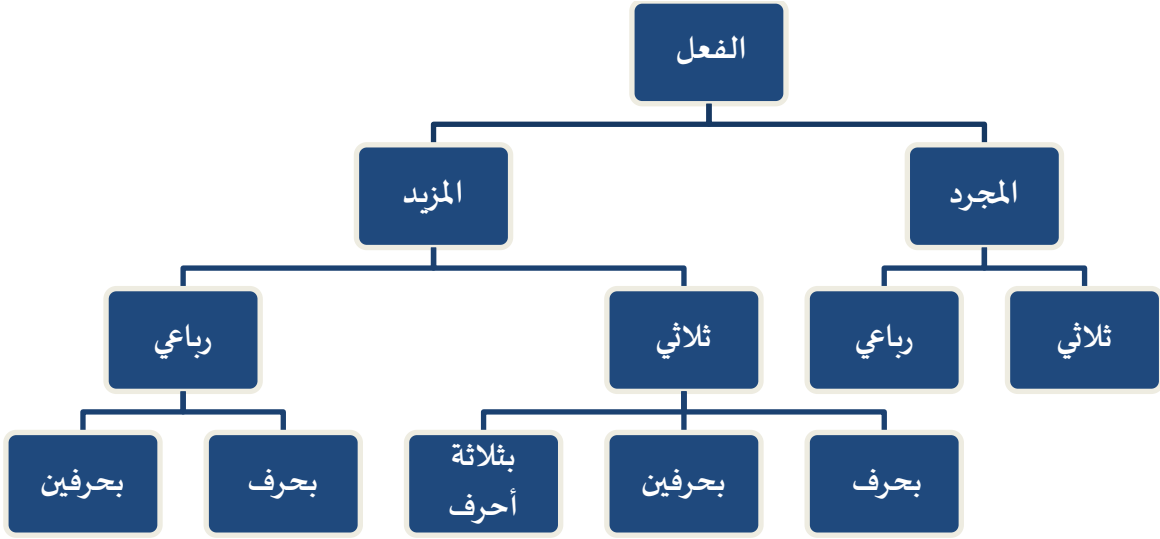 الفعل
المجرد
المزيد
ثلاثي
رباعي
ثلاثي
رباعي
بحرف
بحرفين
بثلاثة
أحرف
بحرف
بحرفين